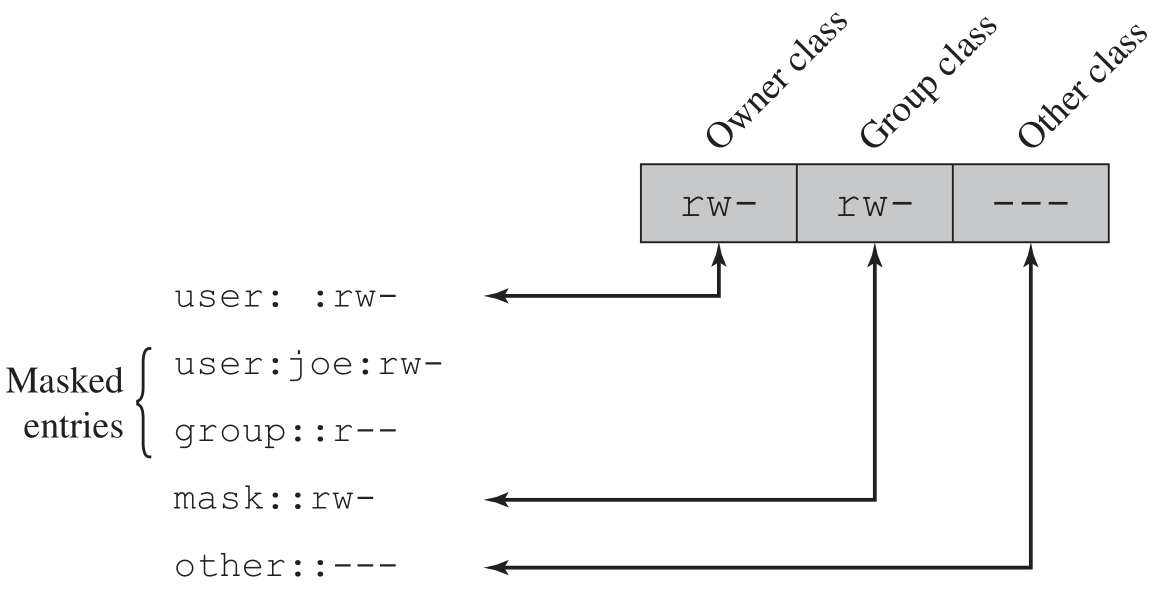 Owner class
Group class
Other class
rw- rw- ---
user: :rw-
Masked entries
user:joe:rw-
group::r--
mask::rw-
other::---